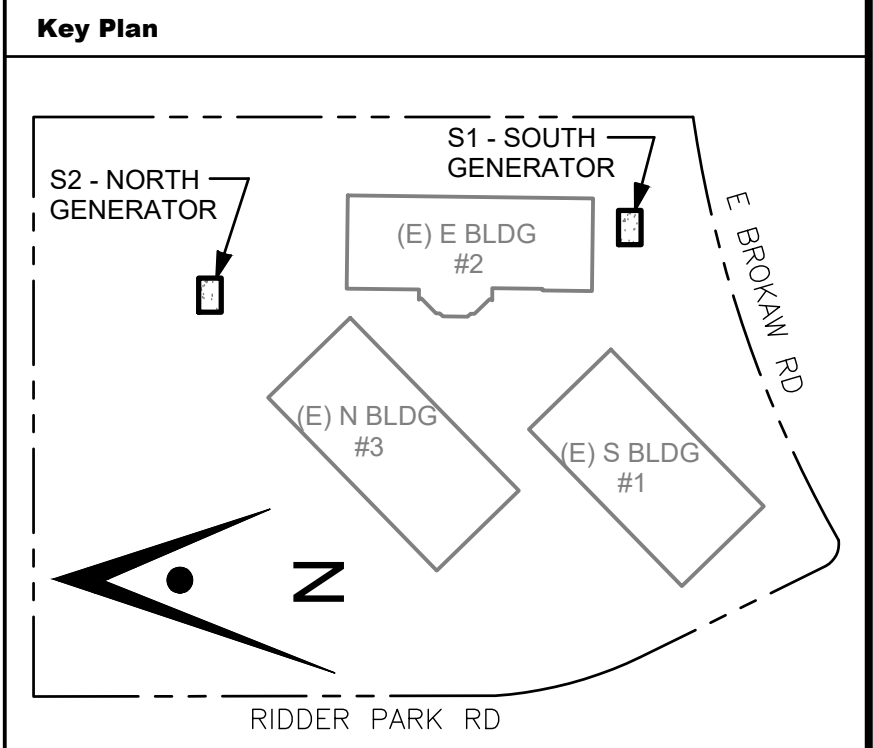 Key Plan
S1 - SOUTH
GENERATOR
S2 - NORTH
GENERATOR
(E) E BLDG
#2
E BROKAW RD
(E) N BLDG
#3
(E) S BLDG
#1
N
RIDDER PARK RD